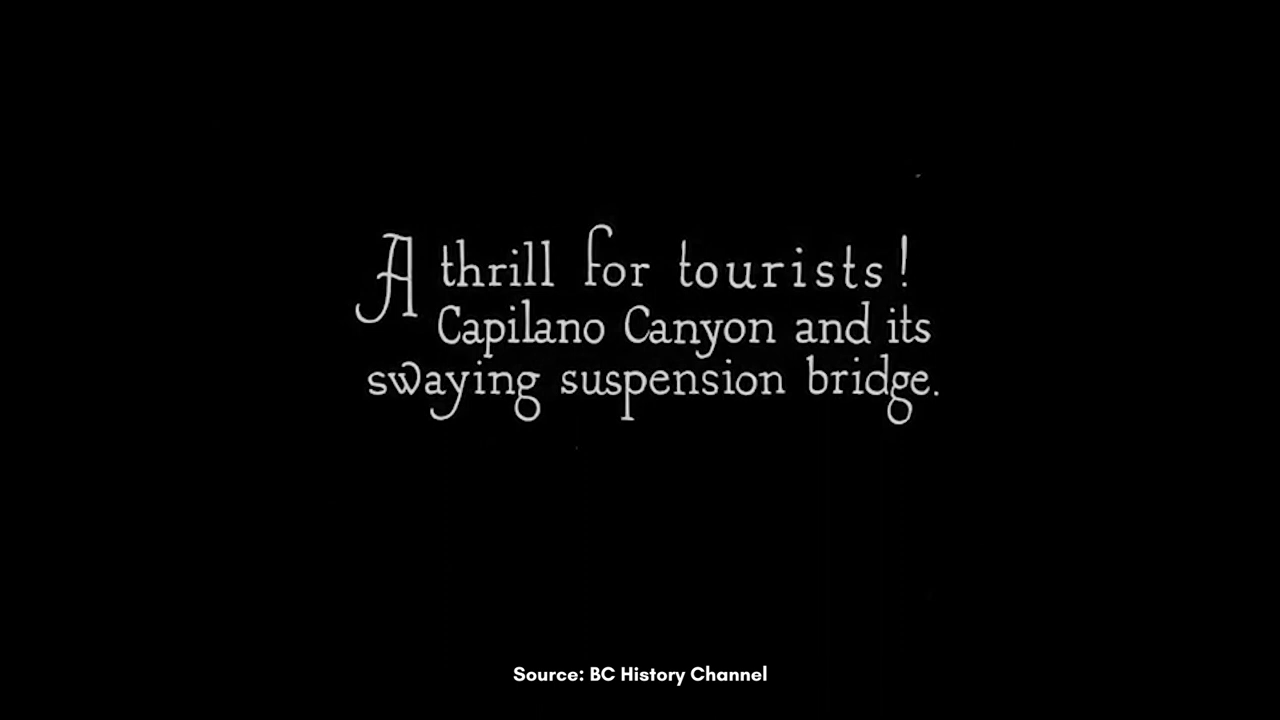 A thrill for tourists!
Capilano Canyon and its
swaying suspension bridge.
Source: BC History Channel